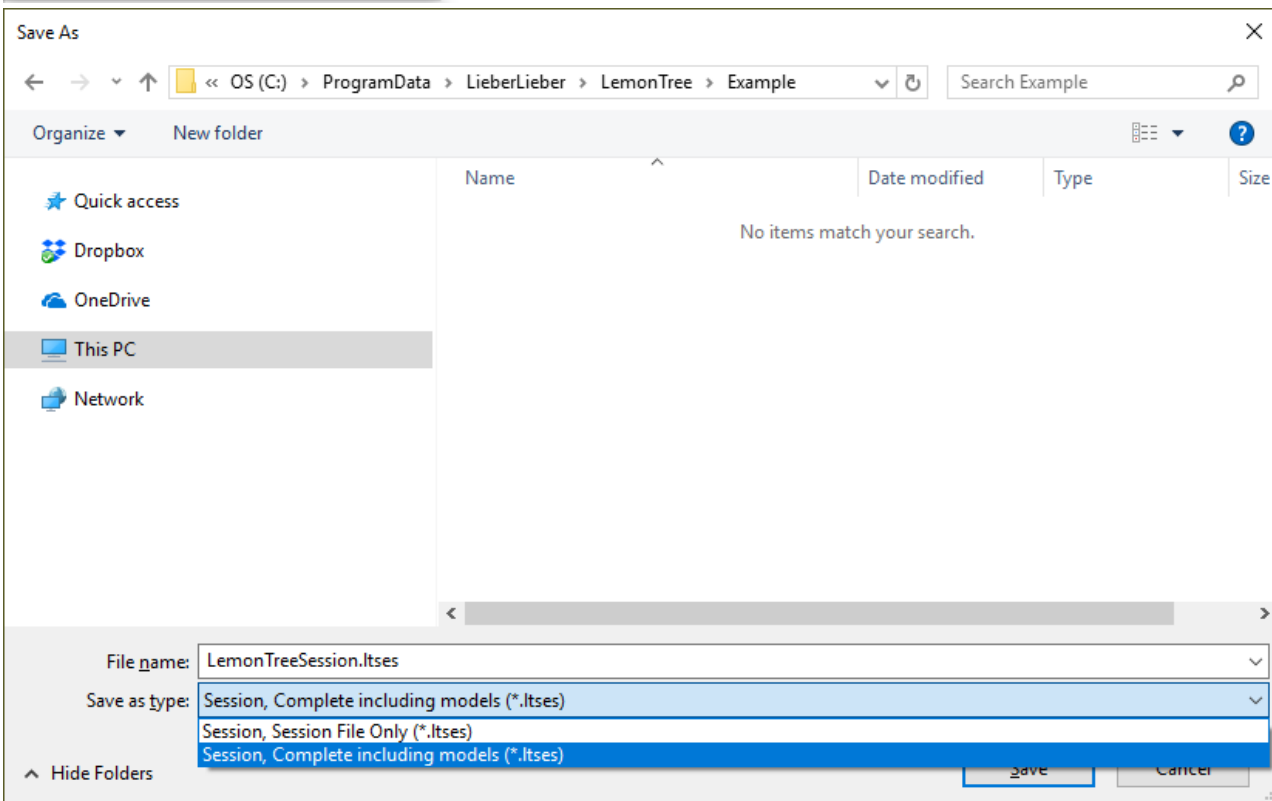 Save As
« OS (C:) > ProgramData > LieberLieber > LemonTree > Example
Search Example
Organize
New folder
Name
Date modified
Type
Size
Quick access
Dropbox
OneDrive
This PC
Network
No items match your search.
File name: LemonTreeSession.ltses
Save as type: Session, Complete including models (*.ltses)
Session, Session File Only (*.ltses)
Session, Complete including models (*.ltses)
Hide Folders
Save
Cancel